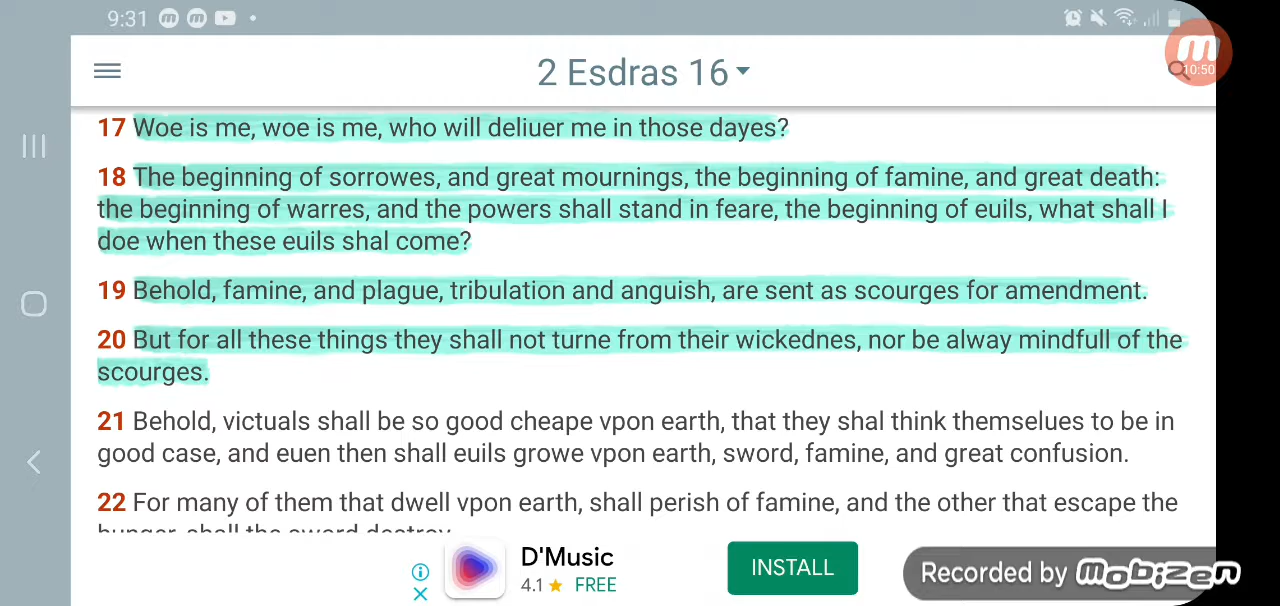 9:31
10:50
2 Esdras 16
17 Woe is me, woe is me, who will deliuer me in those dayes?
18 The beginning of sorrowes, and great mournings, the beginning of famine, and great death:
the beginning of warres, and the powers shall stand in feare, the beginning of euils, what shall I
doe when these euils shal come?
19 Behold, famine, and plague, tribulation and anguish, are sent as scourges for amendment.
20 But for all these things they shall not turne from their wickednes, nor be alway mindfull of the
scourges.
21 Behold, victuals shall be so good cheape vpon earth, that they shal think themselues to be in
good case, and euen then shall euils growe vpon earth, sword, famine, and great confusion.
22 For many of them that dwell vpon earth, shall perish of famine, and the other that escape the
hunger, shall the sword destroy.
D'Music
4.1 ★ FREE
INSTALL
Recorded by mobizen